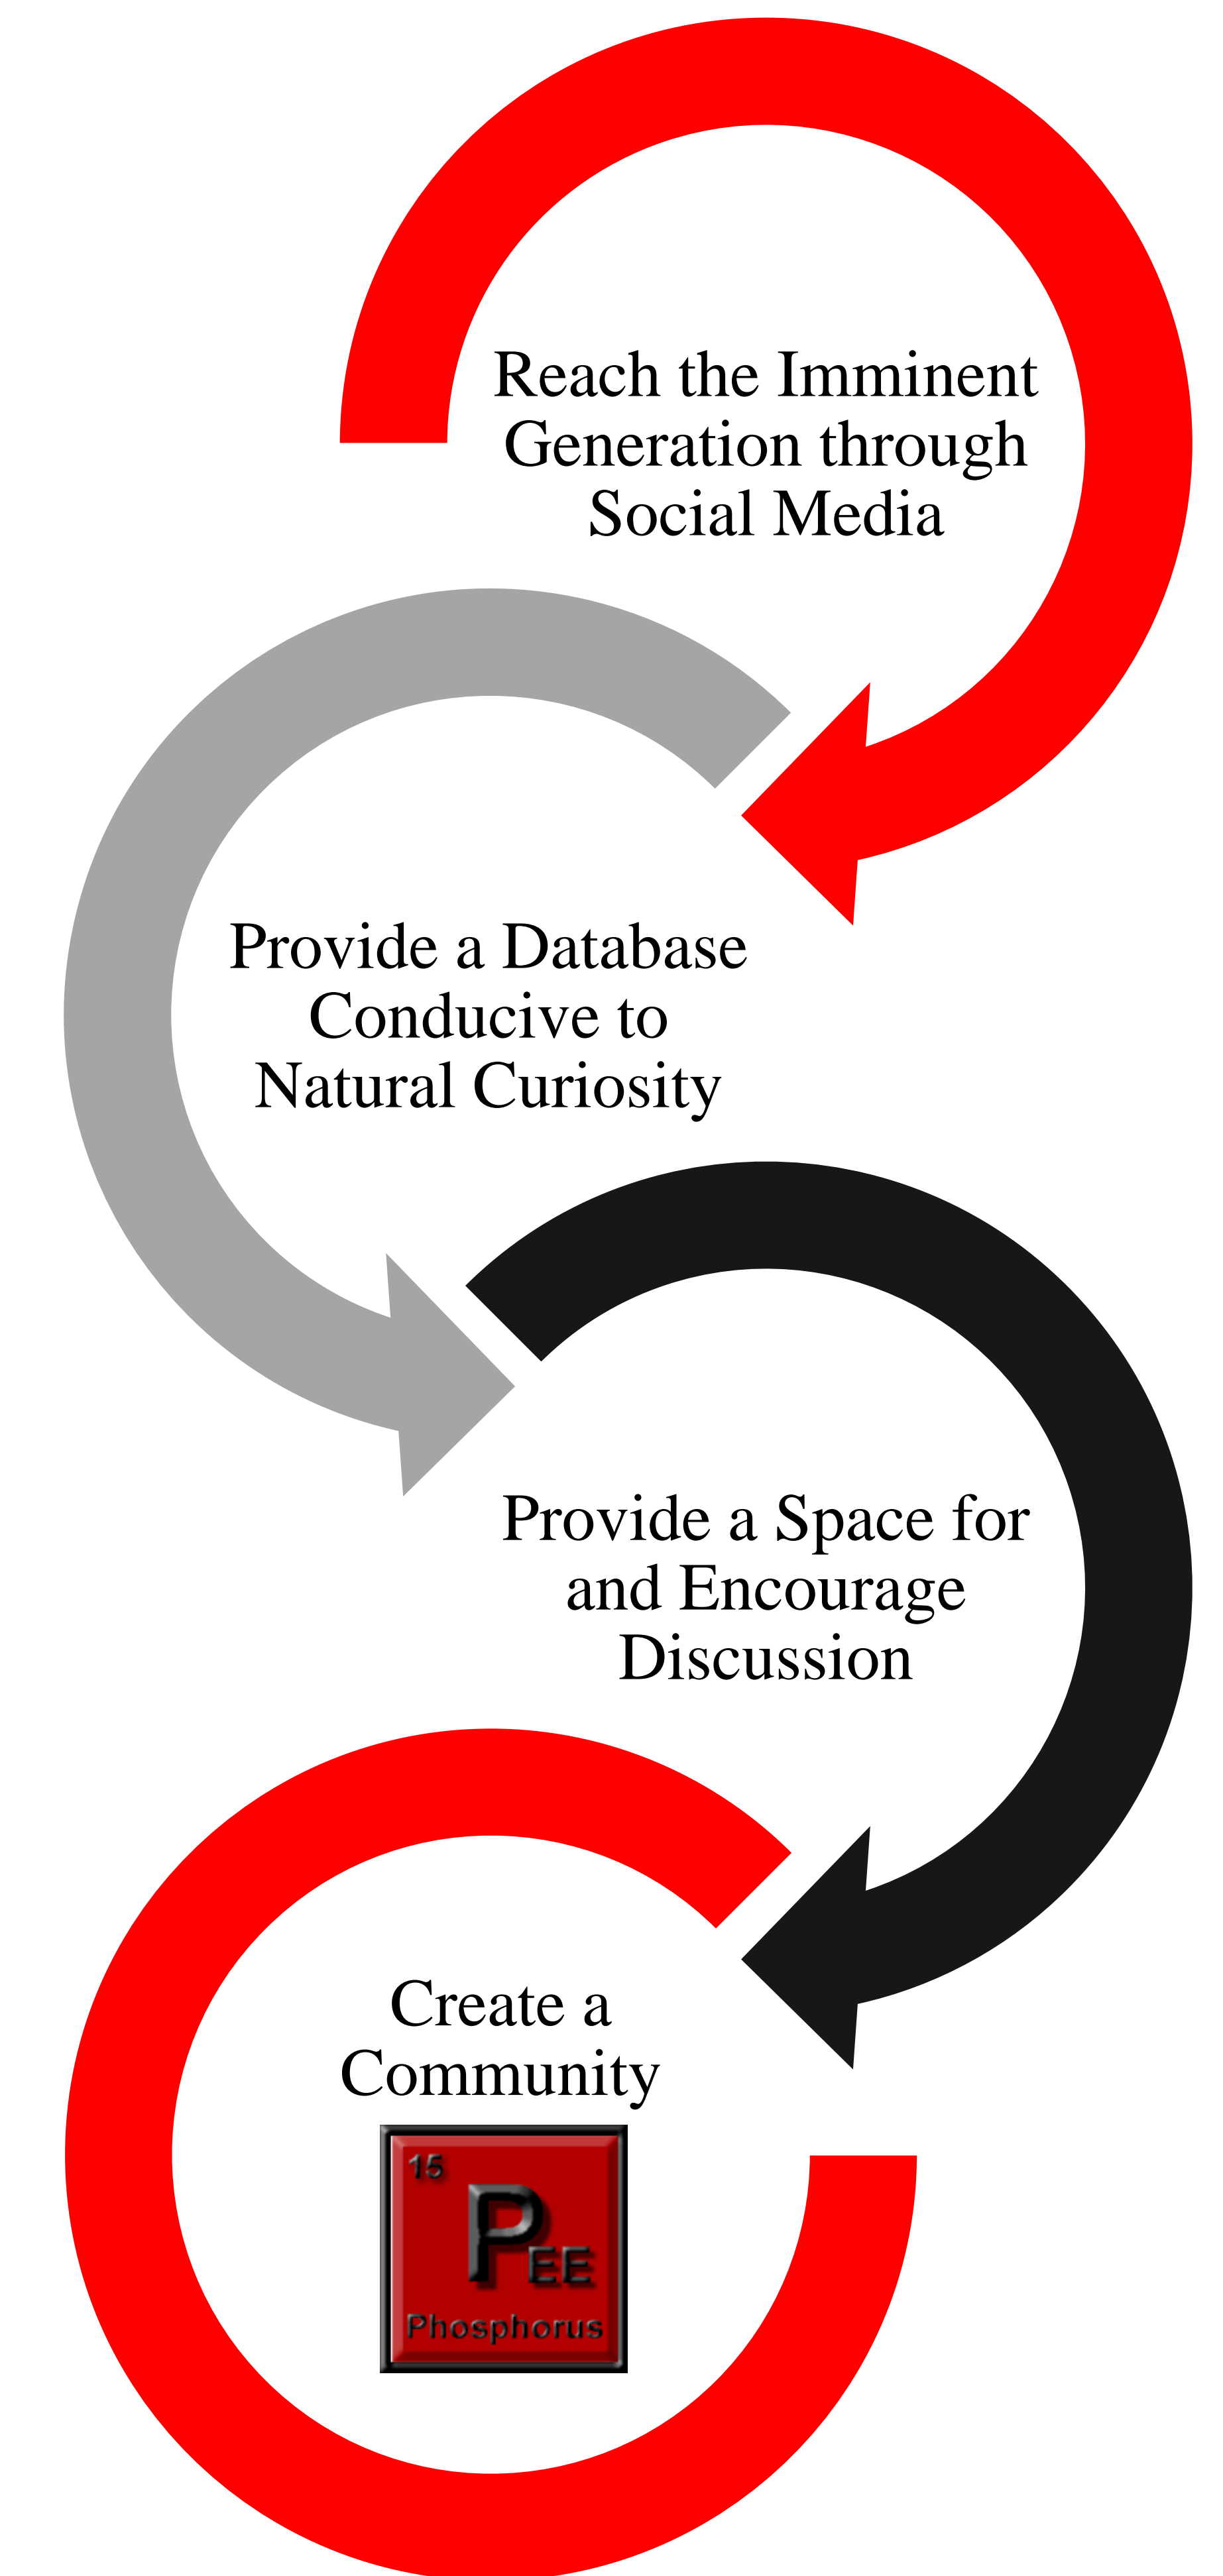 Reach the Imminent
Generation through
Social Media
Provide a Database
Conducive to
Natural Curiosity
Provide a Space for
and Encourage
Discussion
Create a
Community
15
PEE
Phosphorus